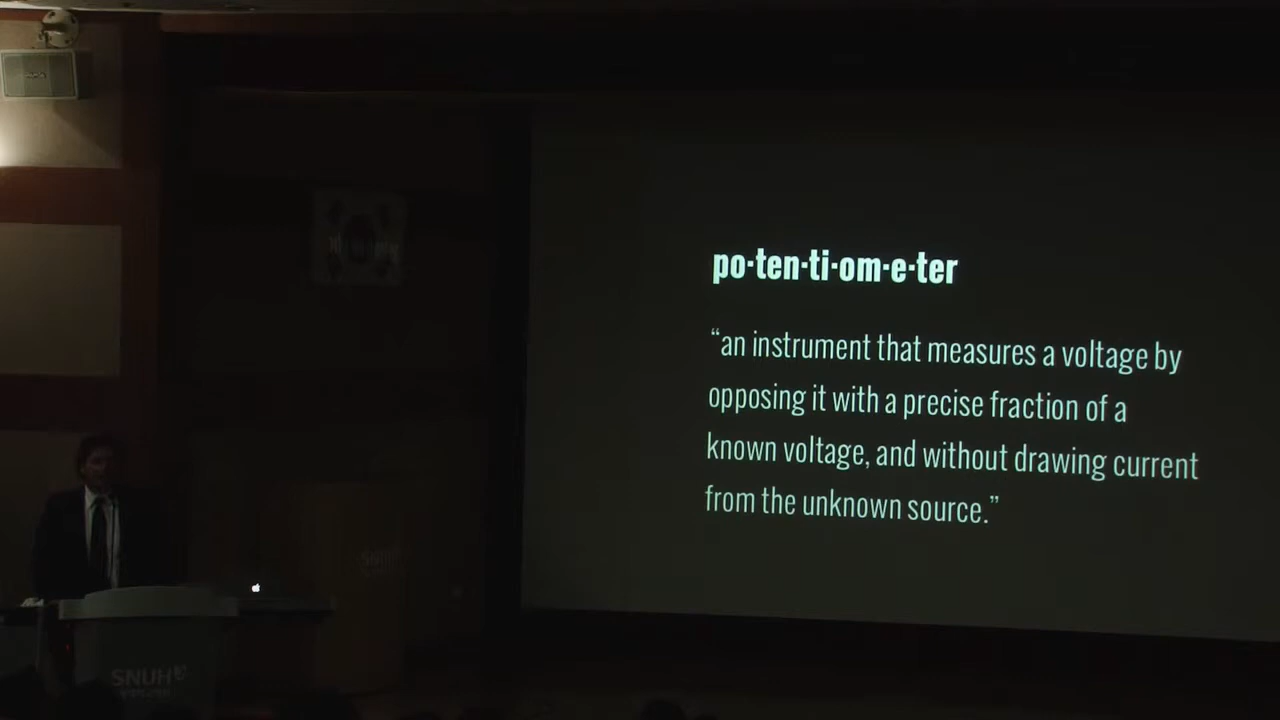 po·ten·ti·om·e·ter
“an instrument that measures a voltage by
opposing it with a precise fraction of a
known voltage, and without drawing current
from the unknown source.”
SNUH